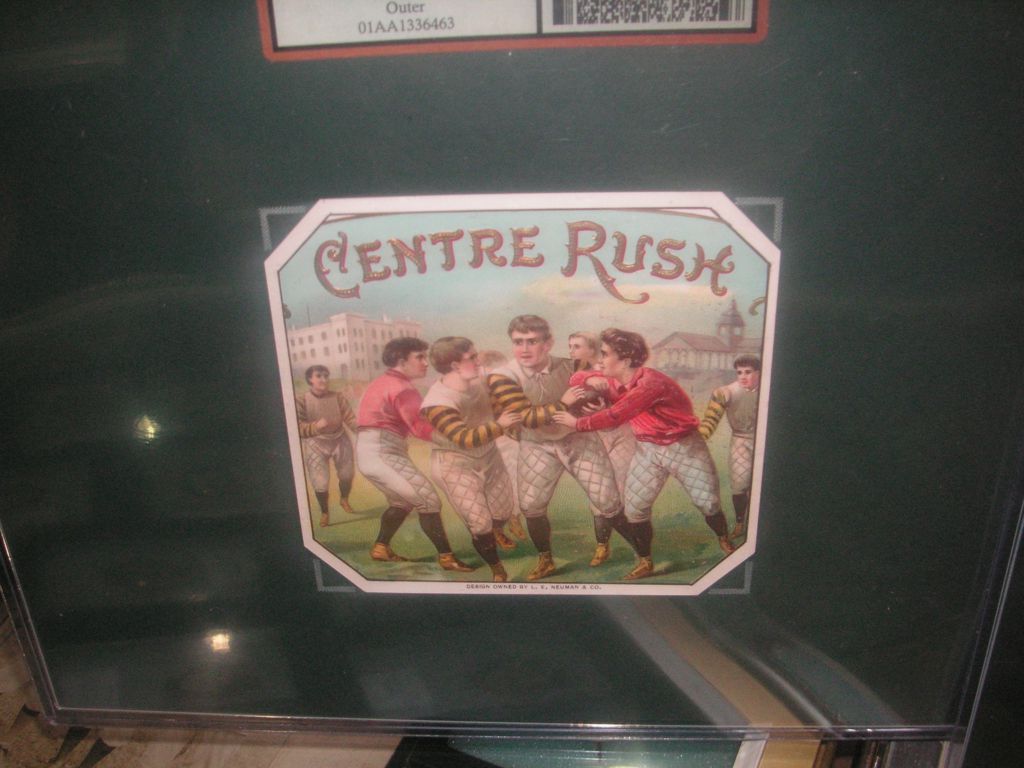 Outer
01AA1336463
CENTRE RUSH
DESIGN OWNED BY L. E. NEUMAN & CO.